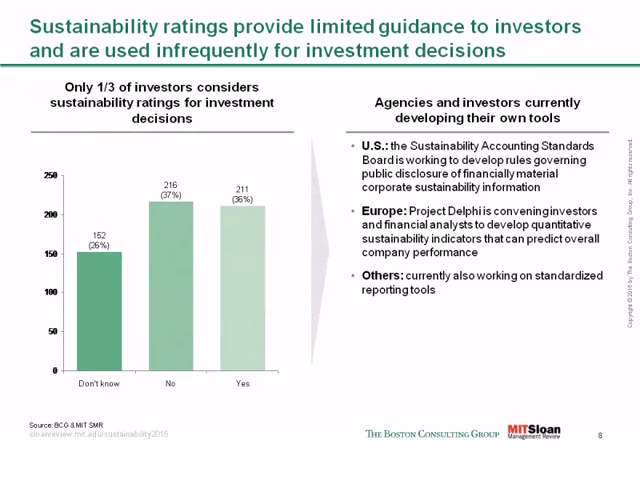 Sustainability ratings provide limited guidance to investors
and are used infrequently for investment decisions
Only 1/3 of investors considers
sustainability ratings for investment
decisions
250
200
150
100
50
0
152
(26%)
216
(37%)
211
(36%)
Don't know
No
Yes
Agencies and investors currently
developing their own tools
• U.S.: the Sustainability Accounting Standards
Board is working to develop rules governing
public disclosure of financially material
corporate sustainability information
• Europe: Project Delphi is convening investors
and financial analysts to develop quantitative
sustainability indicators that can predict overall
company performance
• Others: currently also working on standardized
reporting tools
Copyright © 2016 by The Boston Consulting Group, Inc. All rights reserved.
Source: BCG & MIT SMR
sloanreview.mit.edu/sustainability2016
THE BOSTON CONSULTING GROUP
MITSloan
Management Review
8